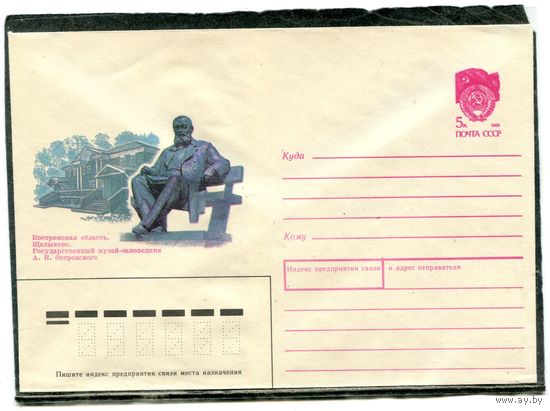 5к 1988
ПОЧТА СССР
Куда
Костромская область.
Щелыково.
Государственный музей-заповедник
А. Н. Островского
Кому
Индекс предприятия связи и адрес отправителя
Пишите индекс предприятия связи места назначения
www.ay.by